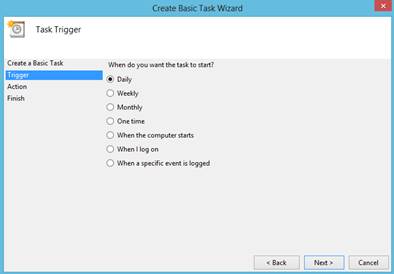 Create Basic Task Wizard
Task Trigger
Create a Basic Task
Trigger
Action
Finish
When do you want the task to start?
Daily
Weekly
Monthly
One time
When the computer starts
When I log on
When a specific event is logged
< Back
Next >
Cancel